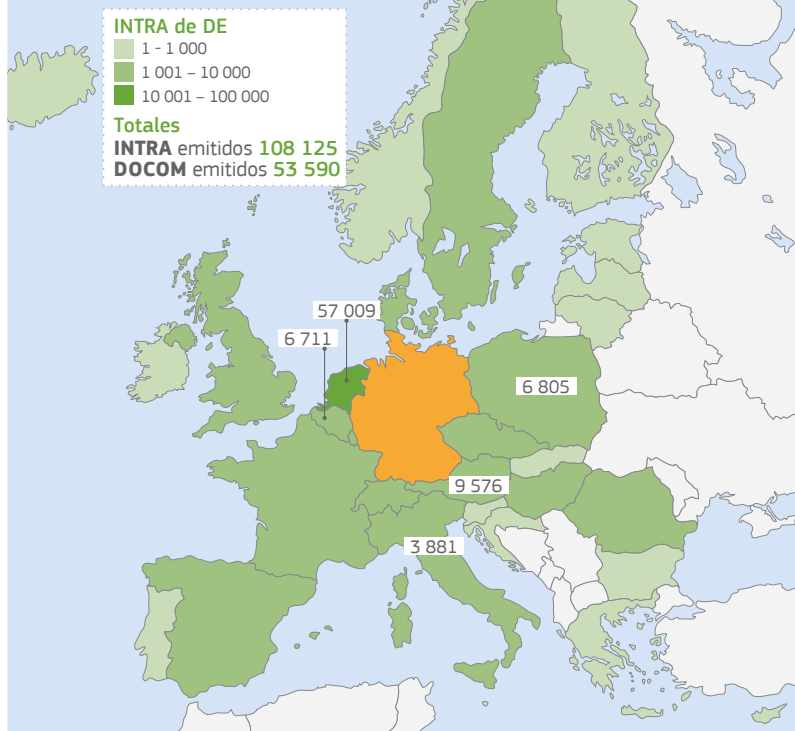 INTRA de DE
1 - 1 000
1 001 – 10 000
10 001 – 100 000
Totales
INTRA emitidos 108 125
DOCOM emitidos 53 590
57 009
6 711
6 805
9 576
3 881